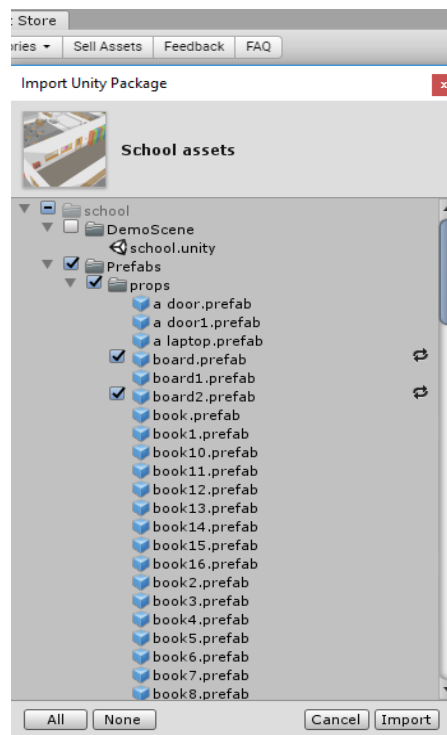 Store
ries Sell Assets Feedback FAQ
Import Unity Package
x
School assets
school
DemoScene
school.unity
Prefabs
props
a door.prefab
a door1.prefab
a laptop.prefab
board.prefab
board1.prefab
board2.prefab
book.prefab
book1.prefab
book10.prefab
book11.prefab
book12.prefab
book13.prefab
book14.prefab
book15.prefab
book16.prefab
book2.prefab
book3.prefab
book4.prefab
book5.prefab
book6.prefab
book7.prefab
book8.prefab
All None Cancel Import